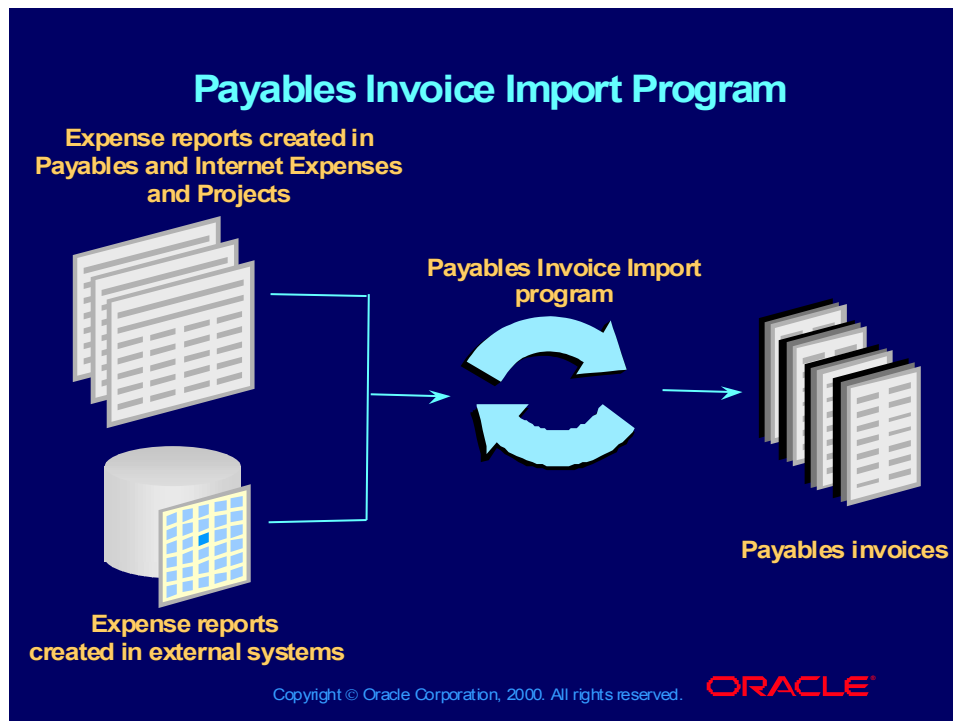 Payables Invoice Import Program
Expense reports created in
Payables and Internet Expenses
and Projects
Payables Invoice Import
program
Payables invoices
Expense reports
created in external systems
Copyright © Oracle Corporation, 2000. All rights reserved.
ORACLE®